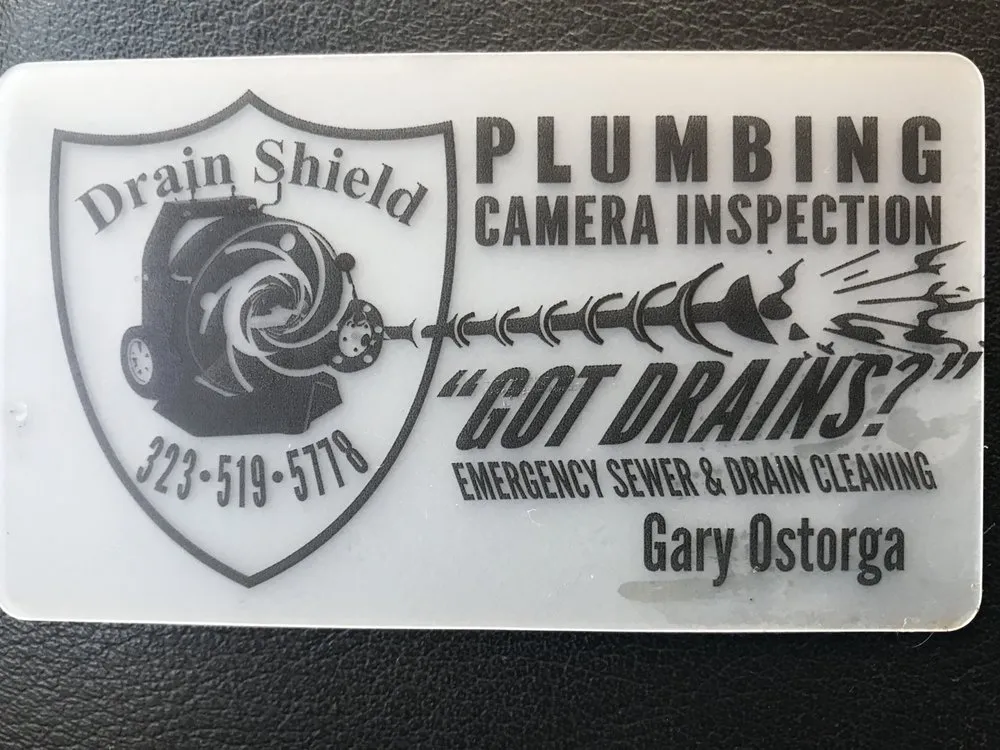 Drain Shield
323·519·5778
PLUMBING
CAMERA INSPECTION
"GOT DRAINS?"
EMERGENCY SEWER & DRAIN CLEANING
Gary Ostorga